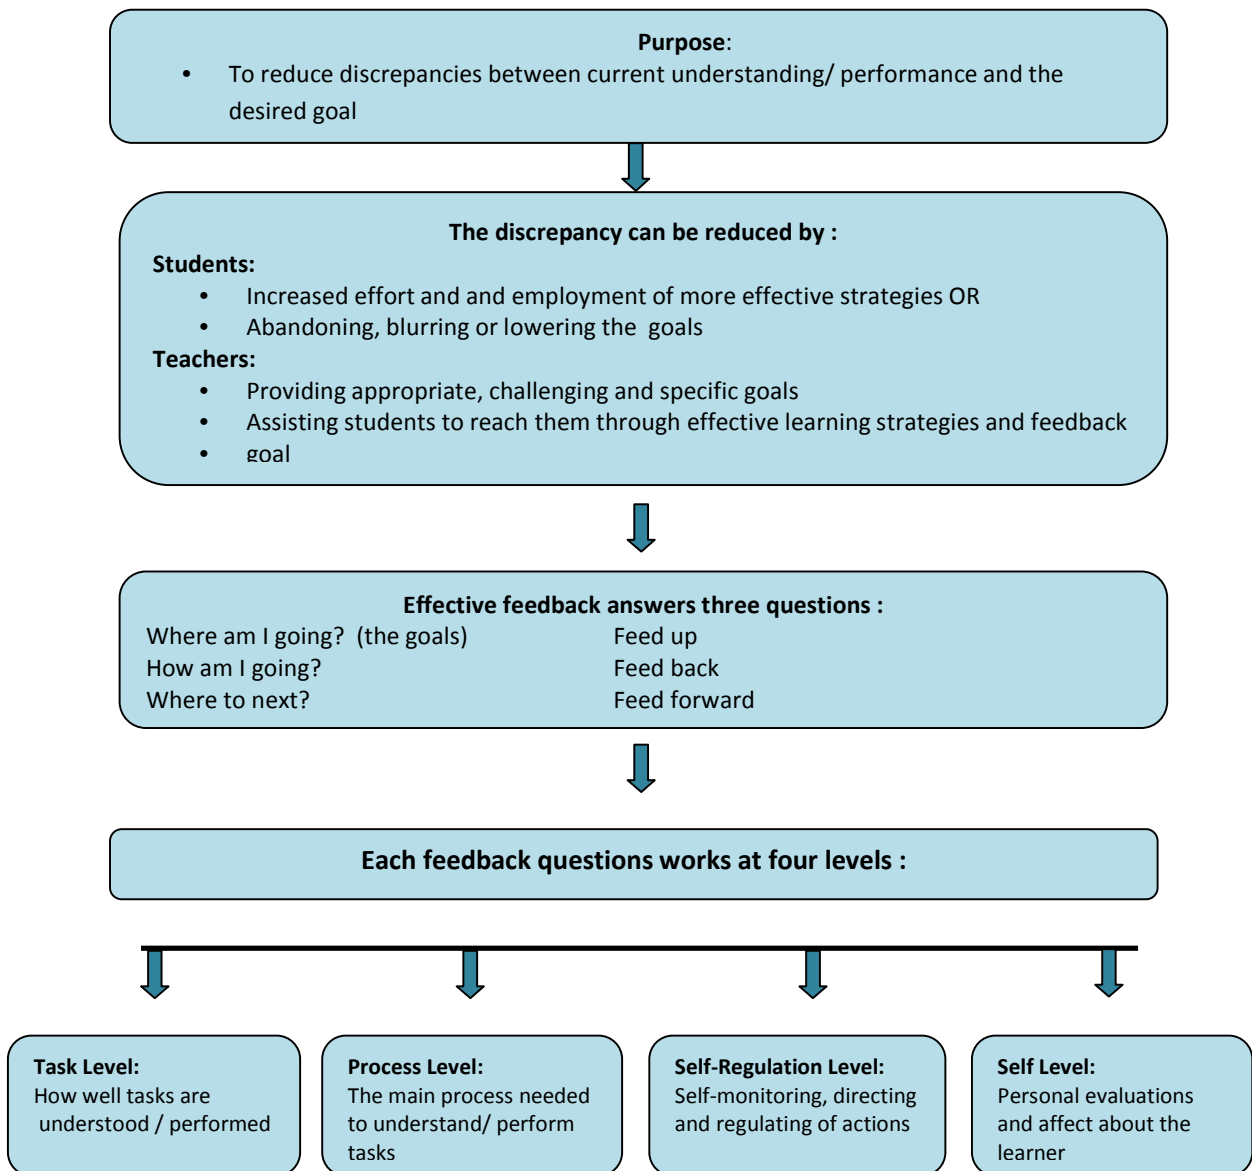 Purpose:
• To reduce discrepancies between current understanding/ performance and the
desired goal
The discrepancy can be reduced by :
Students:
• Increased effort and and employment of more effective strategies OR
• Abandoning, blurring or lowering the goals
Teachers:
• Providing appropriate, challenging and specific goals
• Assisting students to reach them through effective learning strategies and feedback
• goal
Effective feedback answers three questions :
Where am I going? (the goals) Feed up
How am I going? Feed back
Where to next? Feed forward
Each feedback questions works at four levels :
Task Level:
How well tasks are
understood / performed
Process Level:
The main process needed
to understand/ perform
tasks
Self-Regulation Level:
Self-monitoring, directing
and regulating of actions
Self Level:
Personal evaluations
and affect about the
learner